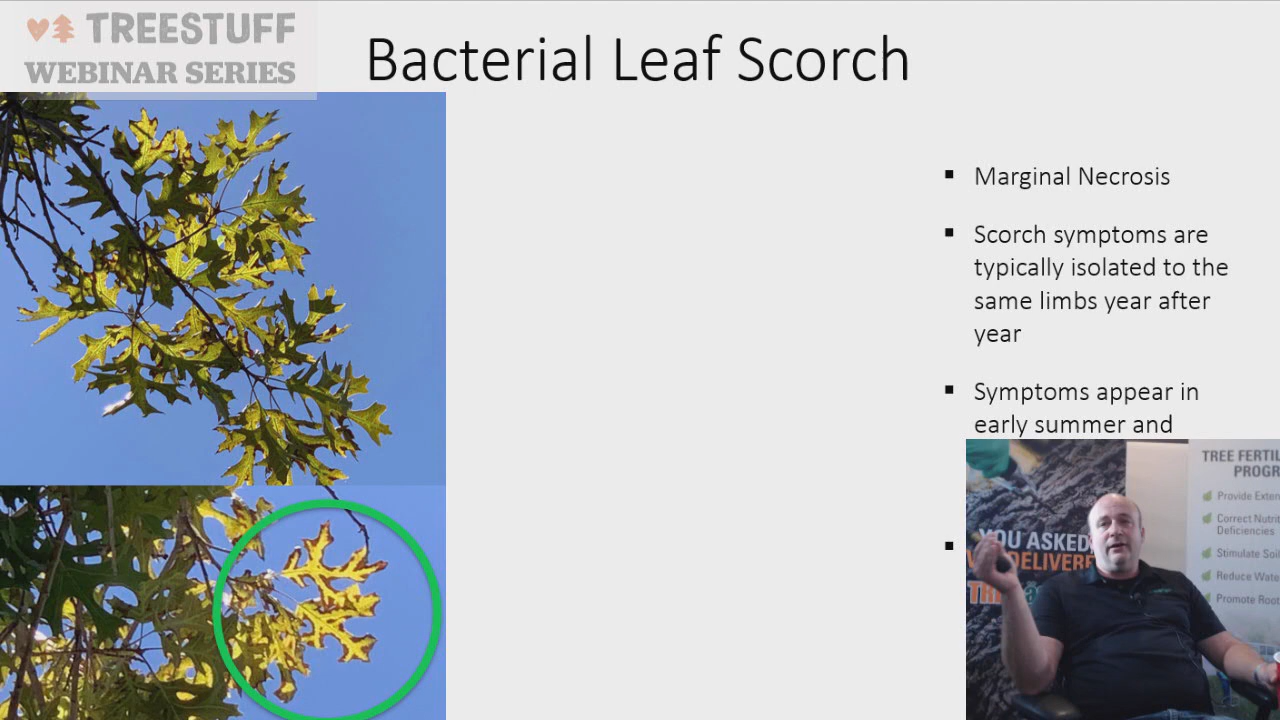 TREESTUFF
WEBINAR SERIES
Bacterial Leaf Scorch
Marginal Necrosis
Scorch symptoms are
typically isolated to the
same limbs year after
year
Symptoms appear in
early summer and
YOU ASKED
DELIVERE
TREE FERTIL
PROGR
Provide Exten
Correct Nutri
Deficiencies
Stimulate Soil
Reduce Wate
Promote Root